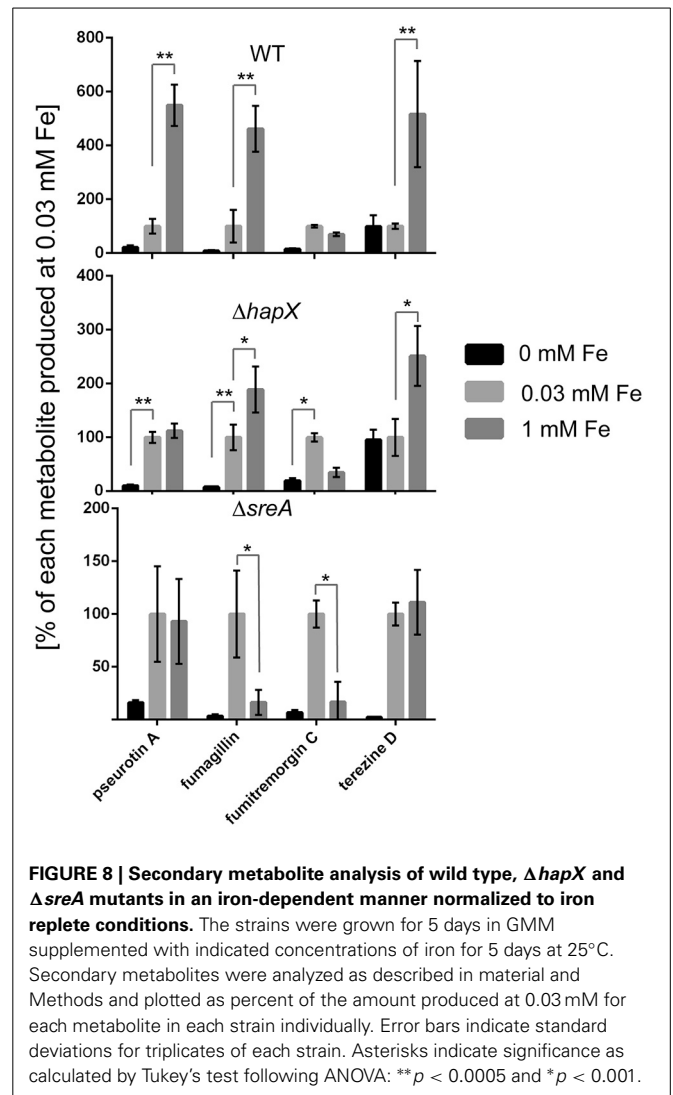 [% of each metabolite produced at 0.03 mM Fe]
WT
800
600
400
200
0
** ** **
ΔhapX
400
300
200
100
0
** ** * * *
ΔsreA
200
150
100
50
* *
0 mM Fe
0.03 mM Fe
1 mM Fe
pseurotin A
fumagillin
fumitremorgin C
terezine D
FIGURE 8 | Secondary metabolite analysis of wild type, ΔhapX and
ΔsreA mutants in an iron-dependent manner normalized to iron
replete conditions. The strains were grown for 5 days in GMM
supplemented with indicated concentrations of iron for 5 days at 25°C.
Secondary metabolites were analyzed as described in material and
Methods and plotted as percent of the amount produced at 0.03 mM for
each metabolite in each strain individually. Error bars indicate standard
deviations for triplicates of each strain. Asterisks indicate significance as
calculated by Tukey's test following ANOVA: **p < 0.0005 and *p < 0.001.